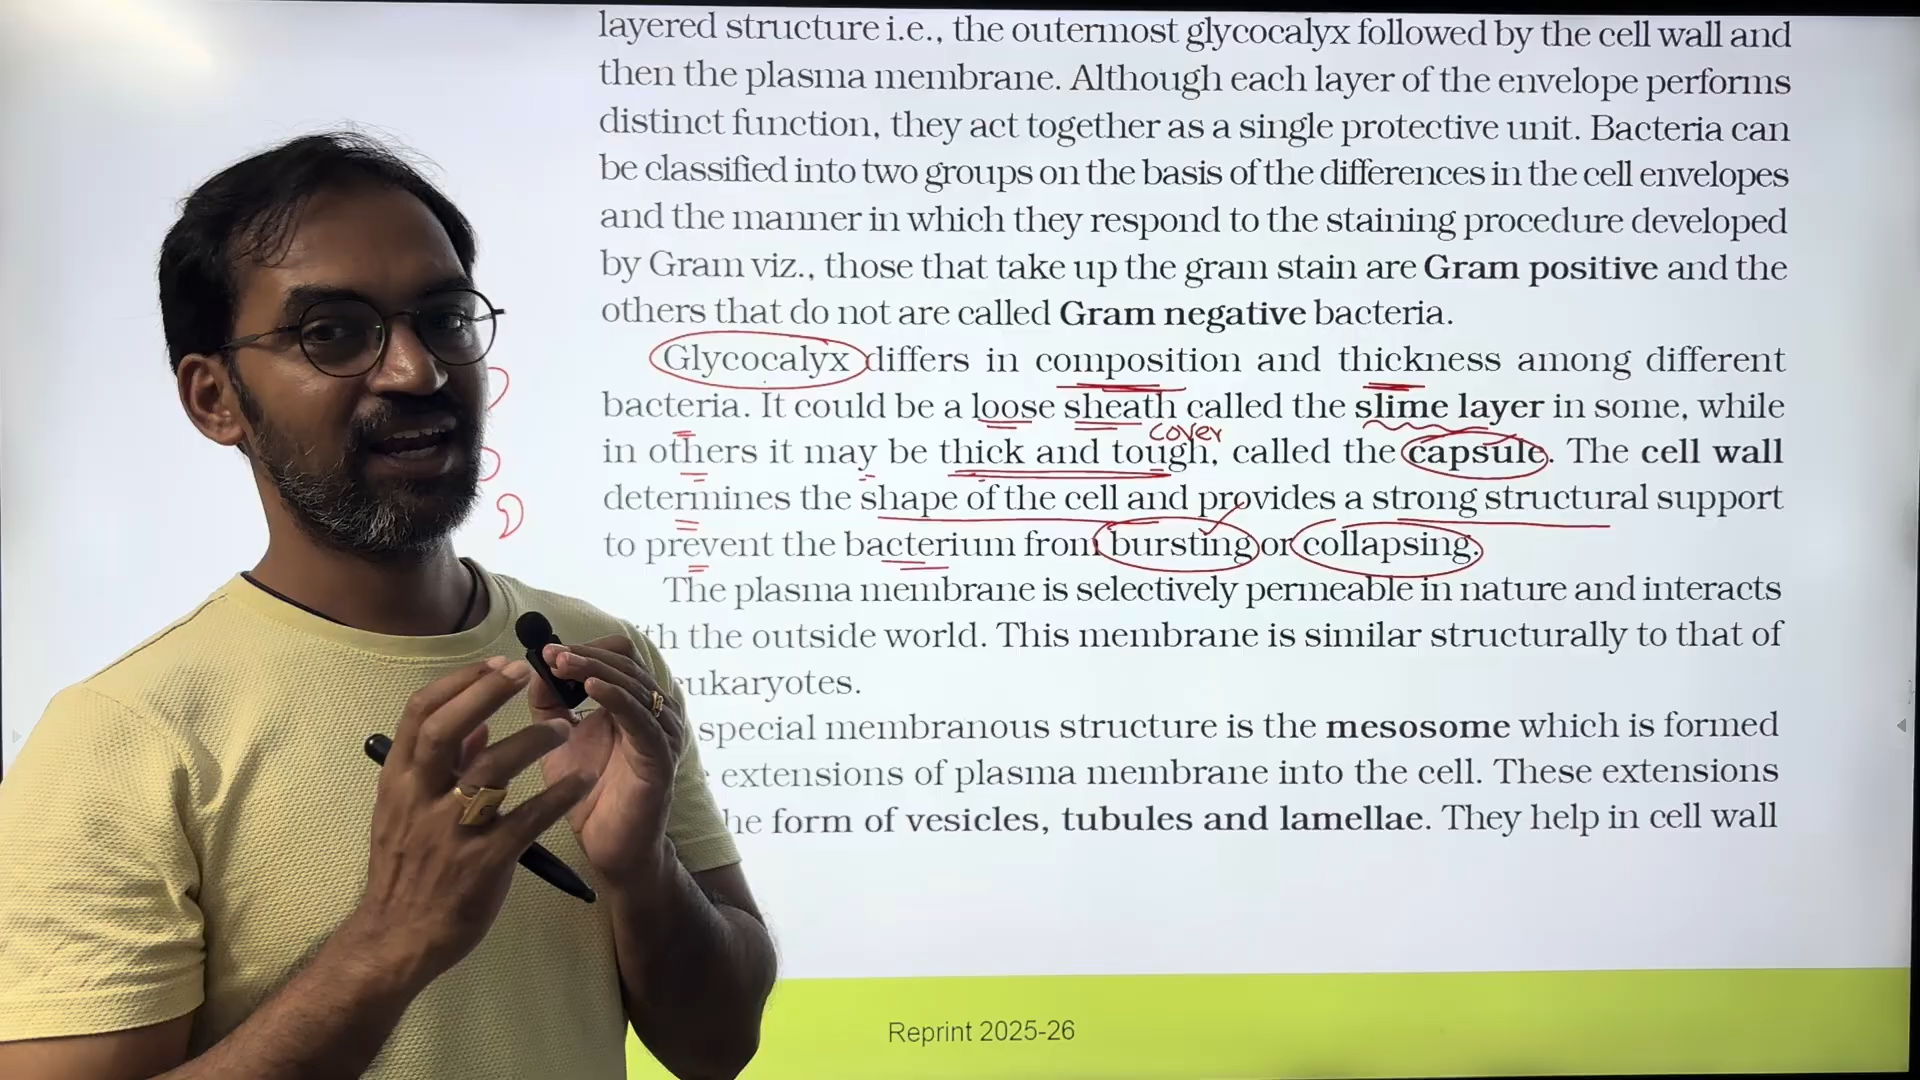 layered structure i.e., the outermost glycocalyx followed by the cell wall and
then the plasma membrane. Although each layer of the envelope performs
distinct function, they act together as a single protective unit. Bacteria can
be classified into two groups on the basis of the differences in the cell envelopes
and the manner in which they respond to the staining procedure developed
by Gram viz., those that take up the gram stain are Gram positive and the
others that do not are called Gram negative bacteria.
Glycocalyx differs in composition and thickness among different
bacteria. It could be a loose sheath called the slime layer in some, while
cover
in others it may be thick and tough, called the capsule. The cell wall
determines the shape of the cell and provides a strong structural support
to prevent the bacterium from bursting or collapsing.
The plasma membrane is selectively permeable in nature and interacts
th the outside world. This membrane is similar structurally to that of
ukaryotes.
special membranous structure is the mesosome which is formed
extensions of plasma membrane into the cell. These extensions
he form of vesicles, tubules and lamellae. They help in cell wall
Reprint 2025-26